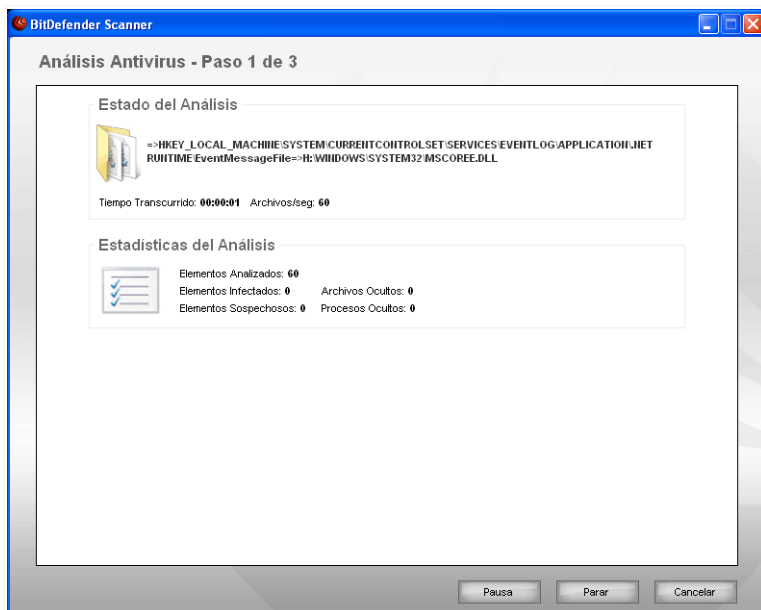 BitDefender Scanner
Análisis Antivirus - Paso 1 de 3
Estado del Análisis
=>HKEY_LOCAL_MACHINE\SYSTEM\CURRENTCONTROLSET\SERVICES\EVENTLOG\APPLICATION\.NET
RUNTIME\EventMessageFile=>H:\WINDOWS\SYSTEM32\MSCOREE.DLL
Tiempo Transcurrido: 00:00:01 Archivos/seg: 60
Estadísticas del Análisis
Elementos Analizados: 60
Elementos Infectados: 0 Archivos Ocultos: 0
Elementos Sospechosos: 0 Procesos Ocultos: 0
Pausa Parar Cancelar